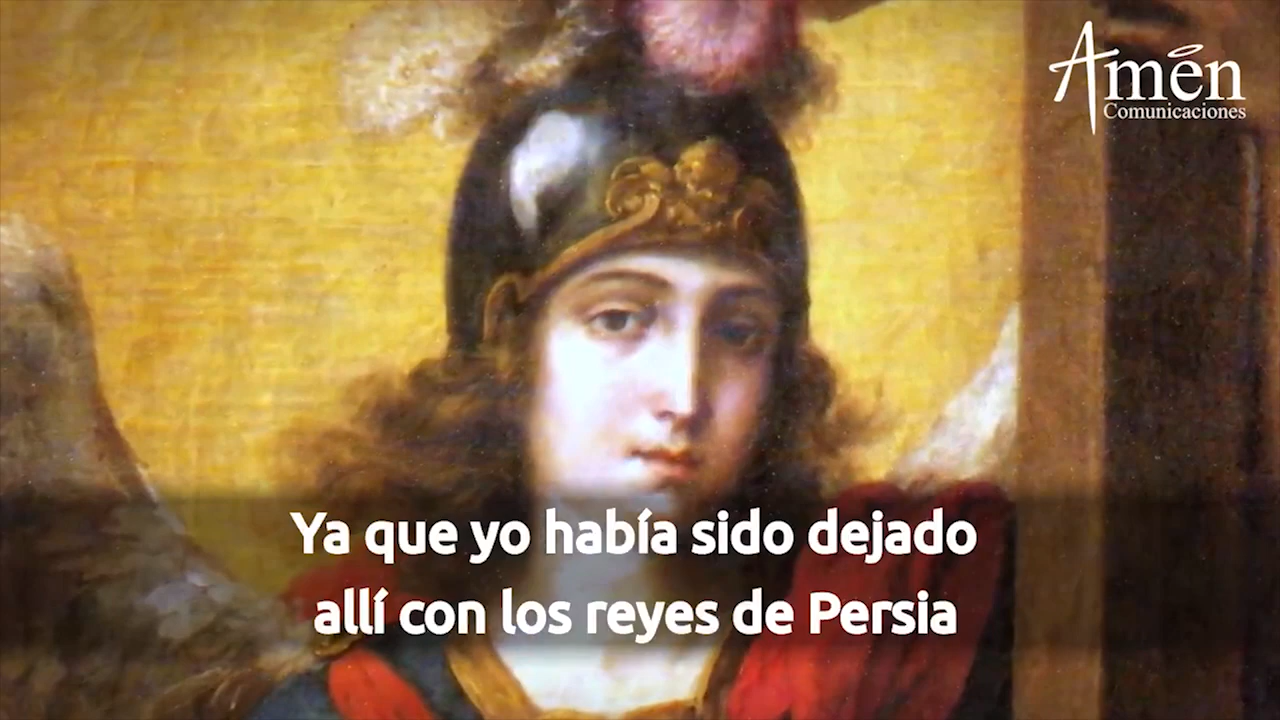 Amén
Comunicaciones
Ya que yo había sido dejado
allí con los reyes de Persia